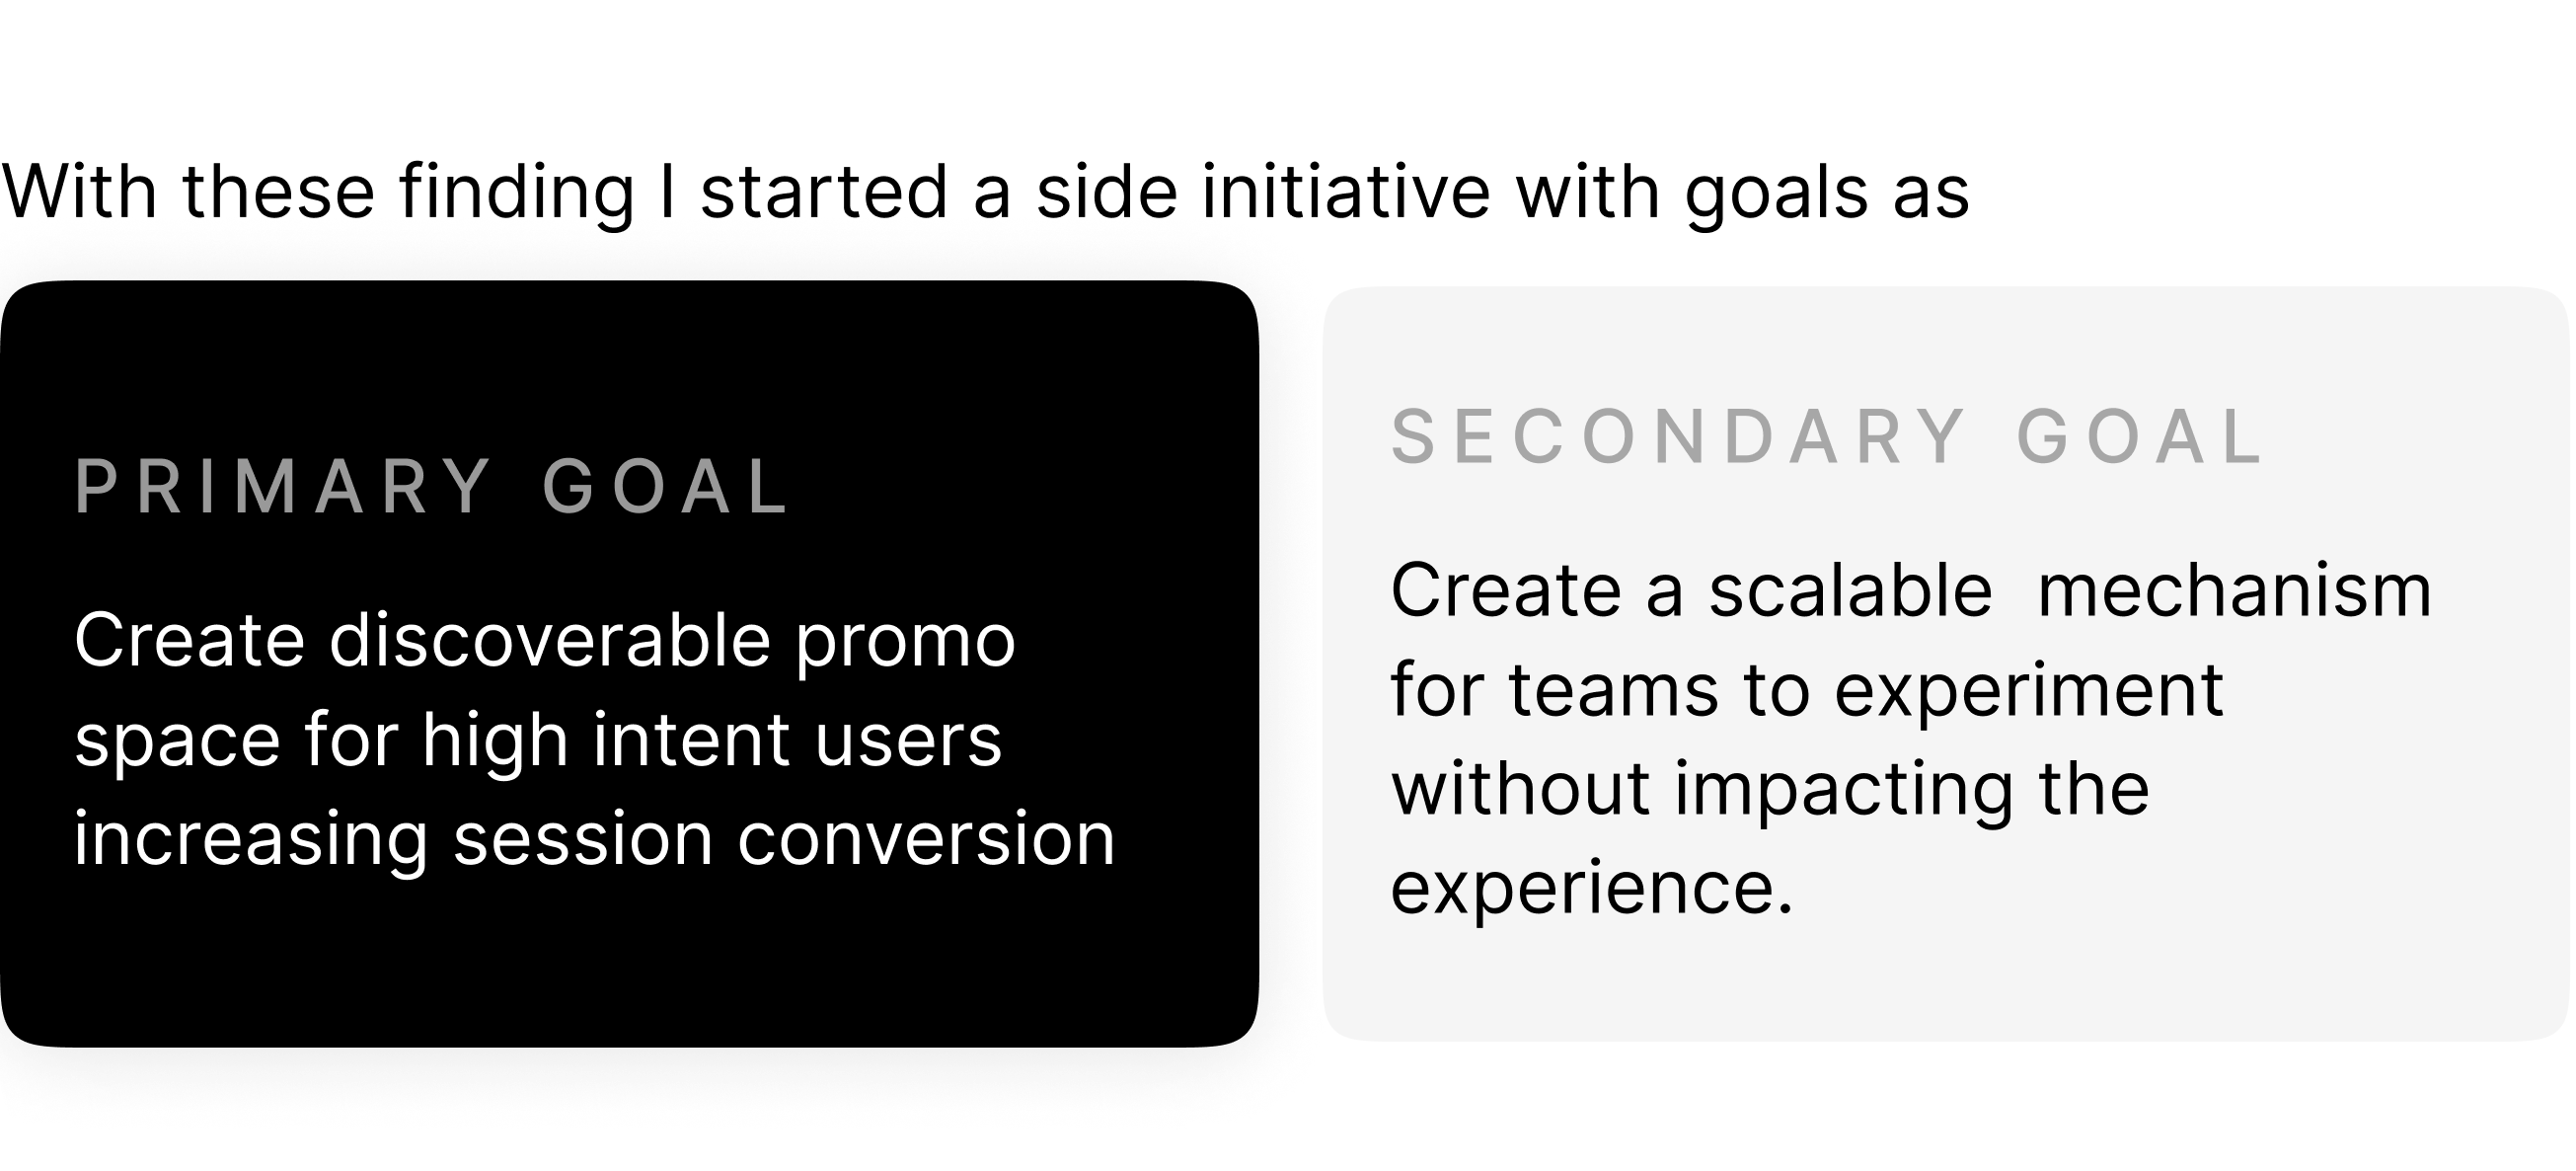 With these finding I started a side initiative with goals as
PRIMARY GOAL
Create discoverable promo
space for high intent users
increasing session conversion
SECONDARY GOAL
Create a scalable  mechanism
for teams to experiment
without impacting the
experience.